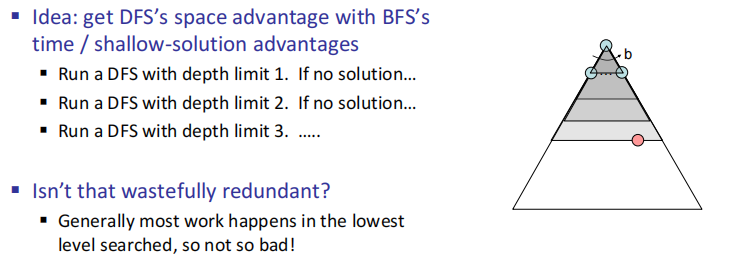 ▪ Idea: get DFS’s space advantage with BFS’s
time / shallow-solution advantages
▪ Run a DFS with depth limit 1. If no solution…
▪ Run a DFS with depth limit 2. If no solution…
▪ Run a DFS with depth limit 3. …..
▪ Isn’t that wastefully redundant?
▪ Generally most work happens in the lowest
level searched, so not so bad!
b
…